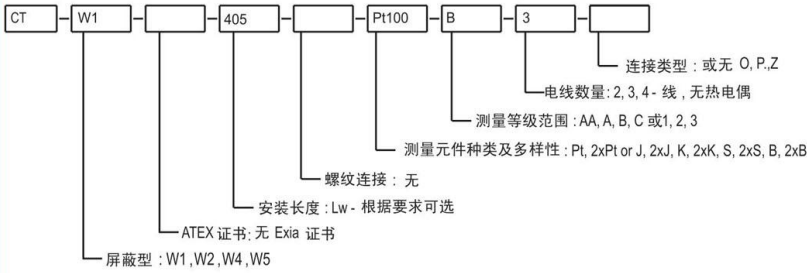 CT - W1 - - 405 - - Pt100 - B - 3 -
连接类型 : 或无 O, P.,Z
电线数量: 2, 3, 4 - 线 , 无热电偶
测量等级范围 : AA, A, B, C 或1, 2, 3
测量元件种类及多样性 : Pt, 2xPt or J, 2xJ, K, 2xK, S, 2xS, B, 2xB
螺纹连接 : 无
安装长度 : Lw - 根据要求可选
ATEX 证书: 无 Exia 证书
屏蔽型 : W1 ,W2 ,W4 ,W5